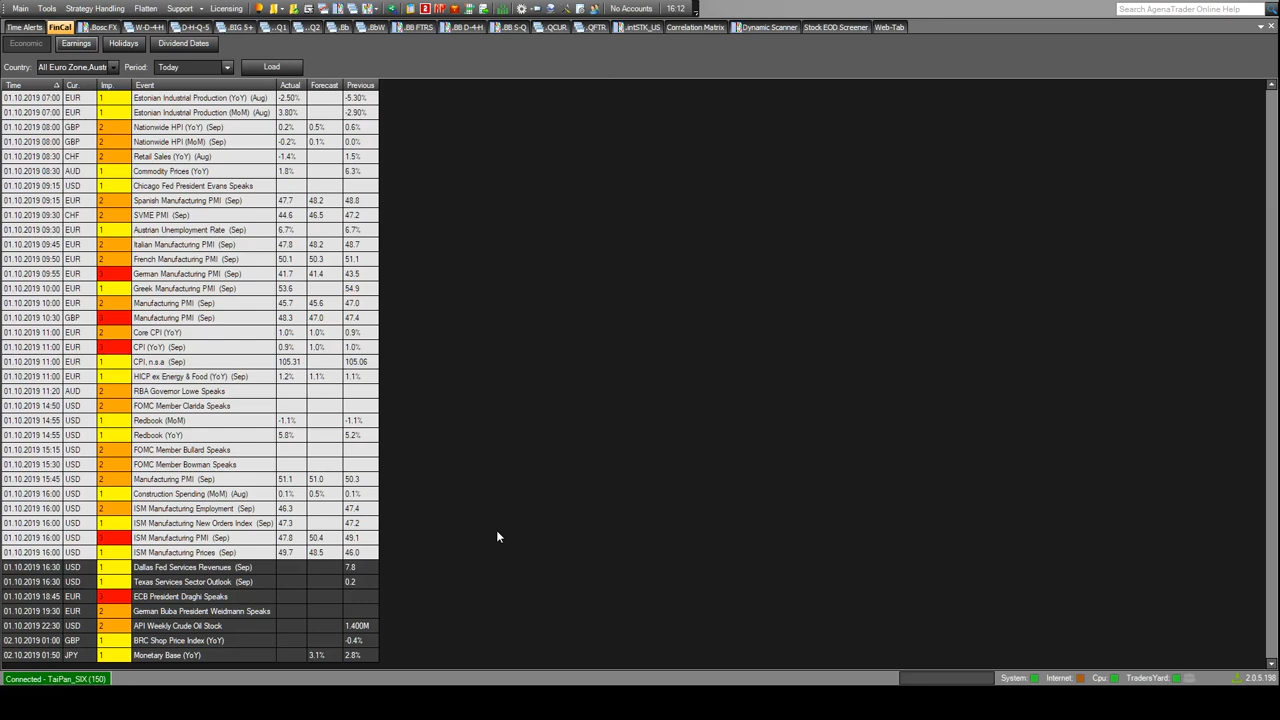 Main Tools Strategy Handling Flatten Support Licensing No Accounts 16:12 Search AgenaTrader Online Help
Time Alerts FinCal .Bosc FX W-D-4-H D-H-Q-5 .BIG 5+ ..Q1 ..Q2 .Bb .BbW .BB FTRS .BB D-4-H .BB S-Q .QCUR .QFTR .intSTK_US Correlation Matrix Dynamic Scanner Stock EOD Screener Web-Tab
Economic Earnings Holidays Dividend Dates
Country: All Euro Zone,Austr Period: Today Load
Time Cur. Imp. Event Actual Forecast Previous
01.10.2019 07:00 EUR 1 Estonian Industrial Production (YoY) (Aug) -2.50% -5.30%
01.10.2019 07:00 EUR 1 Estonian Industrial Production (MoM) (Aug) 3.80% -2.90%
01.10.2019 08:00 GBP 2 Nationwide HPI (YoY) (Sep) 0.2% 0.5% 0.6%
01.10.2019 08:00 GBP 2 Nationwide HPI (MoM) (Sep) -0.2% 0.1% 0.0%
01.10.2019 08:30 CHF 2 Retail Sales (YoY) (Aug) -1.4% 1.5%
01.10.2019 08:30 AUD 1 Commodity Prices (YoY) 1.8% 6.3%
01.10.2019 09:15 USD 1 Chicago Fed President Evans Speaks
01.10.2019 09:15 EUR 2 Spanish Manufacturing PMI (Sep) 47.7 48.2 48.8
01.10.2019 09:30 CHF 2 SVME PMI (Sep) 44.6 46.5 47.2
01.10.2019 09:30 EUR 1 Austrian Unemployment Rate (Sep) 6.7% 6.7%
01.10.2019 09:45 EUR 2 Italian Manufacturing PMI (Sep) 47.8 48.2 48.7
01.10.2019 09:50 EUR 2 French Manufacturing PMI (Sep) 50.1 50.3 51.1
01.10.2019 09:55 EUR 3 German Manufacturing PMI (Sep) 41.7 41.4 43.5
01.10.2019 10:00 EUR 1 Greek Manufacturing PMI (Sep) 53.6 54.9
01.10.2019 10:00 EUR 2 Manufacturing PMI (Sep) 45.7 45.6 47.0
01.10.2019 10:30 GBP 3 Manufacturing PMI (Sep) 48.3 47.0 47.4
01.10.2019 11:00 EUR 2 Core CPI (YoY) 1.0% 1.0% 0.9%
01.10.2019 11:00 EUR 3 CPI (YoY) (Sep) 0.9% 1.0% 1.0%
01.10.2019 11:00 EUR 1 CPI, n.s.a (Sep) 105.31 105.06
01.10.2019 11:00 EUR 1 HICP ex Energy & Food (YoY) (Sep) 1.2% 1.1% 1.1%
01.10.2019 11:20 AUD 2 RBA Governor Lowe Speaks
01.10.2019 14:50 USD 2 FOMC Member Clarida Speaks
01.10.2019 14:55 USD 1 Redbook (MoM) -1.1% -1.1%
01.10.2019 14:55 USD 1 Redbook (YoY) 5.8% 5.2%
01.10.2019 15:15 USD 2 FOMC Member Bullard Speaks
01.10.2019 15:30 USD 2 FOMC Member Bowman Speaks
01.10.2019 15:45 USD 2 Manufacturing PMI (Sep) 51.1 51.0 50.3
01.10.2019 16:00 USD 1 Construction Spending (MoM) (Aug) 0.1% 0.5% 0.1%
01.10.2019 16:00 USD 2 ISM Manufacturing Employment (Sep) 46.3 47.4
01.10.2019 16:00 USD 1 ISM Manufacturing New Orders Index (Sep) 47.3 47.2
01.10.2019 16:00 USD 3 ISM Manufacturing PMI (Sep) 47.8 50.4 49.1
01.10.2019 16:00 USD 1 ISM Manufacturing Prices (Sep) 49.7 48.5 46.0
01.10.2019 16:30 USD 1 Dallas Fed Services Revenues (Sep) 7.8
01.10.2019 16:30 USD 1 Texas Services Sector Outlook (Sep) 0.2
01.10.2019 18:45 EUR 3 ECB President Draghi Speaks
01.10.2019 19:30 EUR 2 German Buba President Weidmann Speaks
01.10.2019 22:30 USD 2 API Weekly Crude Oil Stock 1.400M
02.10.2019 01:00 GBP 1 BRC Shop Price Index (YoY) -0.4%
02.10.2019 01:50 JPY 1 Monetary Base (YoY) 3.1% 2.8%
Connected - TaiPan_SIX (150) System: Internet: Cpu: TradersYard: 2.0.5.198